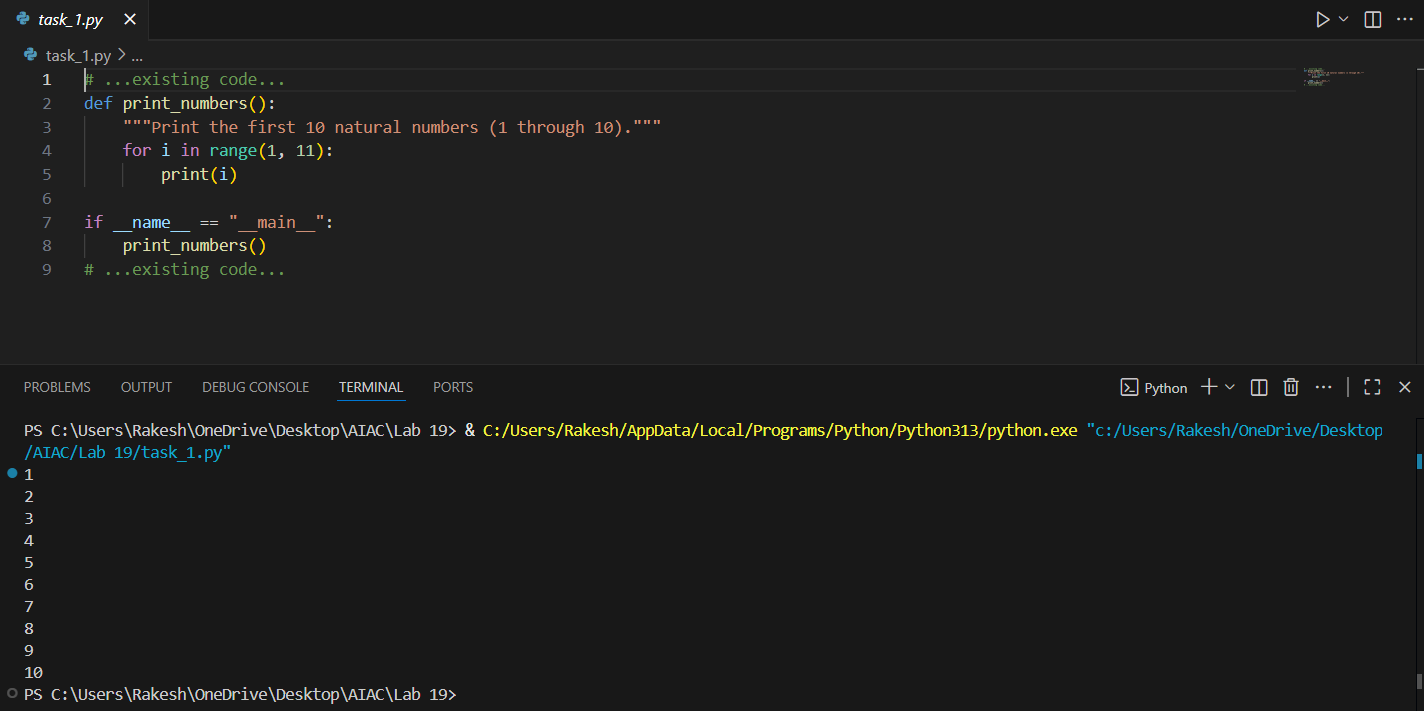 task_1.py
task_1.py > ...
1 # ...existing code...
2 def print_numbers():
3     """Print the first 10 natural numbers (1 through 10)."""
4     for i in range(1, 11):
5         print(i)
6
7 if __name__ == "__main__":
8     print_numbers()
9 # ...existing code...
PROBLEMS OUTPUT DEBUG CONSOLE TERMINAL PORTS Python
PS C:\Users\Rakesh\OneDrive\Desktop\AIAC\Lab 19> & C:/Users/Rakesh/AppData/Local/Programs/Python/Python313/python.exe "c:/Users/Rakesh/OneDrive/Desktop
/AIAC/Lab 19/task_1.py"
1
2
3
4
5
6
7
8
9
10
PS C:\Users\Rakesh\OneDrive\Desktop\AIAC\Lab 19>